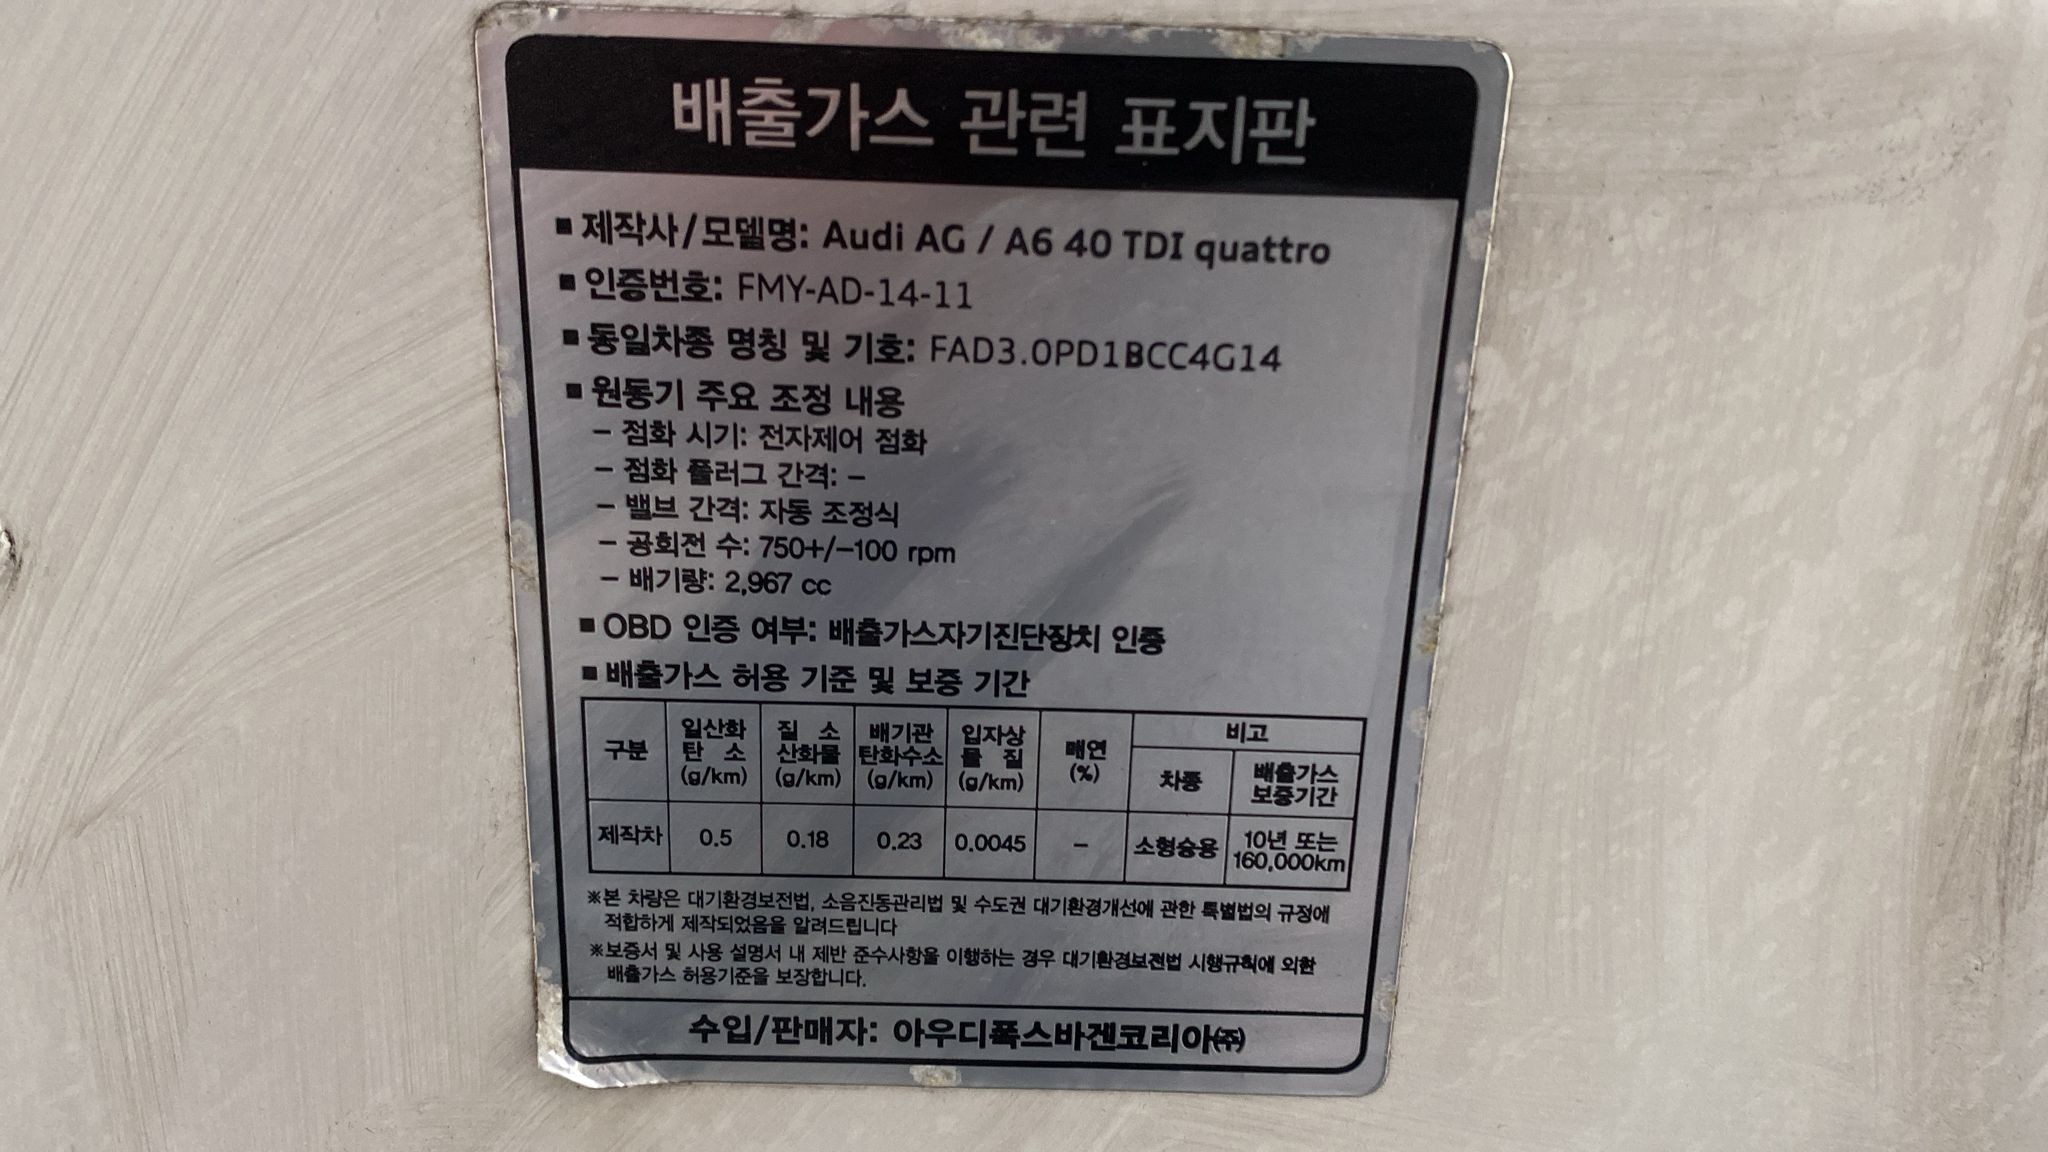 배출가스 관련 표지판
■ 제작사/모델명: Audi AG / A6 40 TDI quattro
■ 인증번호: FMY-AD-14-11
■ 동일차종 명칭 및 기호: FAD3.0PD1BCC4G14
■ 원동기 주요 조정 내용
– 점화 시기: 전자제어 점화
– 점화 플러그 간격: –
– 밸브 간격: 자동 조정식
– 공회전 수: 750+/–100 rpm
– 배기량: 2,967 cc
■ OBD 인증 여부: 배출가스자기진단장치 인증
■ 배출가스 허용 기준 및 보증 기간
구분 일산화탄소 (g/km) 질소산화물 (g/km) 배기관탄화수소 (g/km) 입자상물질 (g/km) 매연 (%) 비고
차종 배출가스 보증기간
제작차 0.5 0.18 0.23 0.0045 – 소형승용 10년 또는 160,000km
※본 차량은 대기환경보전법, 소음진동관리법 및 수도권 대기환경개선에 관한 특별법의 규정에
적합하게 제작되었음을 알려드립니다
※보증서 및 사용 설명서 내 제반 준수사항을 이행하는 경우 대기환경보전법 시행규칙에 의한
배출가스 허용기준을 보장합니다.
수입/판매자: 아우디폭스바겐코리아㈜